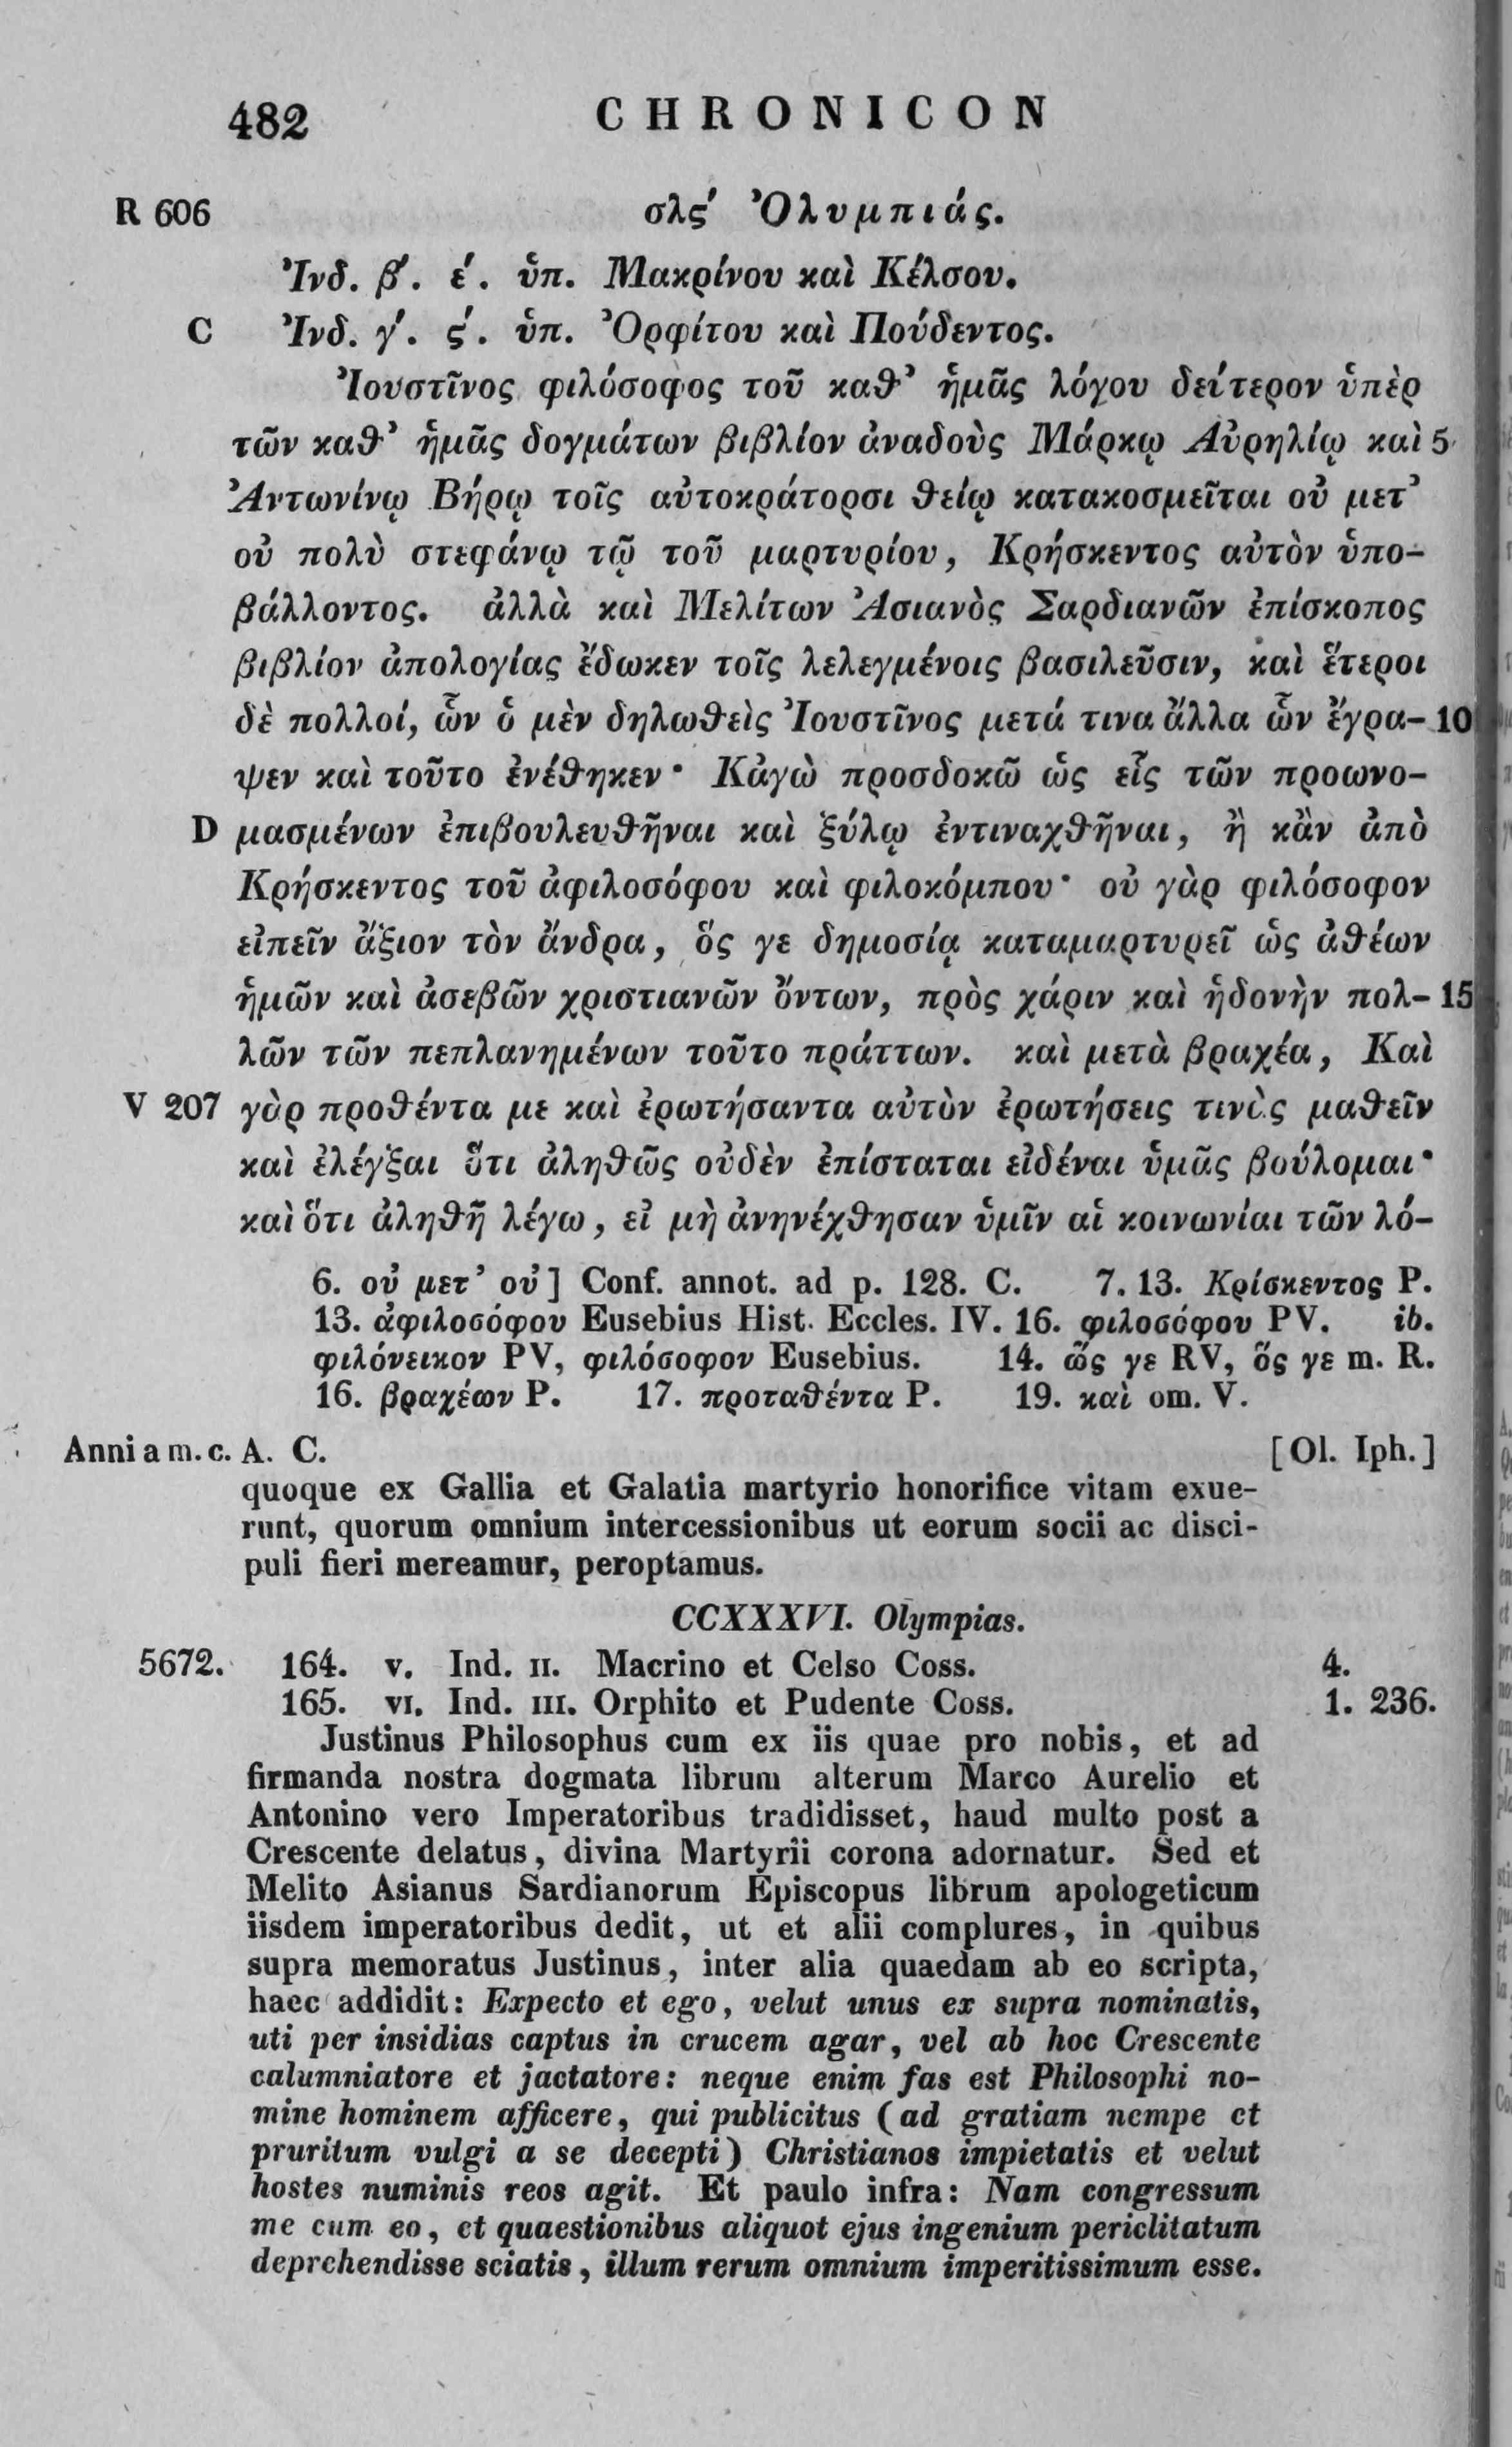 482 CHRONICON
R 606 σλϛ′ Ὀλυμπιάς.
Ἰνδ. β′. ε′. ὑπ. Μακρίνου καὶ Κέλσου.
C Ἰνδ. γ′. ϛ′. ὑπ. Ὀρφίτου καὶ Πούδεντος.
Ἰουστῖνος φιλόσοφος τοῦ καθ’ ἡμᾶς λόγου δεύτερον ὑπὲρ
τῶν καθ’ ἡμᾶς δογμάτων βιβλίον ἀναδοὺς Μάρκῳ Αὐρηλίῳ καὶ 5
Ἀντωνίνῳ Βήρῳ τοῖς αὐτοκράτορσι θείῳ κατακοσμεῖται οὐ μετ’
οὐ πολὺ στεφάνῳ τῷ τοῦ μαρτυρίου, Κρήσκεντος αὐτὸν ὑπο-
βάλλοντος. ἀλλὰ καὶ Μελίτων Ἀσιανὸς Σαρδιανῶν ἐπίσκοπος
βιβλίον ἀπολογίας ἔδωκεν τοῖς λελεγμένοις βασιλεῦσιν, καὶ ἕτεροι
δὲ πολλοί, ὧν ὁ μὲν δηλωθεὶς Ἰουστῖνος μετά τινα ἄλλα ὧν ἔγρα- 10
ψεν καὶ τοῦτο ἐνέθηκεν· Κἀγὼ προσδοκῶ ὡς εἷς τῶν προωνο-
D μασμένων ἐπιβουλευθῆναι καὶ ξύλῳ ἐντιναχθῆναι, ἢ κἂν ἀπὸ
Κρήσκεντος τοῦ ἀφιλοσόφου καὶ φιλοκόμπου· οὐ γὰρ φιλόσοφον
εἰπεῖν ἄξιον τὸν ἄνδρα, ὅς γε δημοσίᾳ καταμαρτυρεῖ ὡς ἀθέων
ἡμῶν καὶ ἀσεβῶν χριστιανῶν ὄντων, πρὸς χάριν καὶ ἡδονὴν πολ- 15
λῶν τῶν πεπλανημένων τοῦτο πράττων. καὶ μετὰ βραχέα, Καὶ
V 207 γὰρ προθέντα με καὶ ἐρωτήσαντα αὐτὸν ἐρωτήσεις τινὰς μαθεῖν
καὶ ἐλέγξαι ὅτι ἀληθῶς οὐδὲν ἐπίσταται εἰδέναι ὑμᾶς βούλομαι·
καὶ ὅτι ἀληθῆ λέγω, εἰ μὴ ἀνηνέχθησαν ὑμῖν αἱ κοινωνίαι τῶν λό-
6. οὐ μετ’ οὐ] Conf. annot. ad p. 128. C. 7. 13. Κρίσκεντος P.
13. ἀφιλοσόφου Eusebius Hist. Eccles. IV. 16. φιλοσόφου PV. ib.
φιλόνεικον PV, φιλόσοφον Eusebius. 14. ὥς γε RV, ὅς γε m. R.
16. βραχέων P. 17. προταθέντα P. 19. καὶ om. V.
Anni a m. c. A. C. [Ol. Iph.]
quoque ex Gallia et Galatia martyrio honorifice vitam exue-
runt, quorum omnium intercessionibus ut eorum socii ac disci-
puli fieri mereamur, peroptamus.
CCXXXVI. Olympias.
5672. 164. v. Ind. II. Macrino et Celso Coss. 4.
165. VI. Ind. III. Orphito et Pudente Coss. 1. 236.
Justinus Philosophus cum ex iis quae pro nobis, et ad
firmanda nostra dogmata librum alterum Marco Aurelio et
Antonino vero Imperatoribus tradidisset, haud multo post a
Crescente delatus, divina Martyrii corona adornatur. Sed et
Melito Asianus Sardianorum Episcopus librum apologeticum
iisdem imperatoribus dedit, ut et alii complures, in quibus
supra memoratus Justinus, inter alia quaedam ab eo scripta,
haec addidit: Expecto et ego, velut unus ex supra nominatis,
uti per insidias captus in crucem agar, vel ab hoc Crescente
calumniatore et jactatore: neque enim fas est Philosophi no-
mine hominem afficere, qui publicitus (ad gratiam nempe et
pruritum vulgi a se decepti) Christianos impietatis et velut
hostes numinis reos agit. Et paulo infra: Nam congressum
me cum eo, et quaestionibus aliquot ejus ingenium periclitatum
deprehendisse sciatis, illum rerum omnium imperitissimum esse.